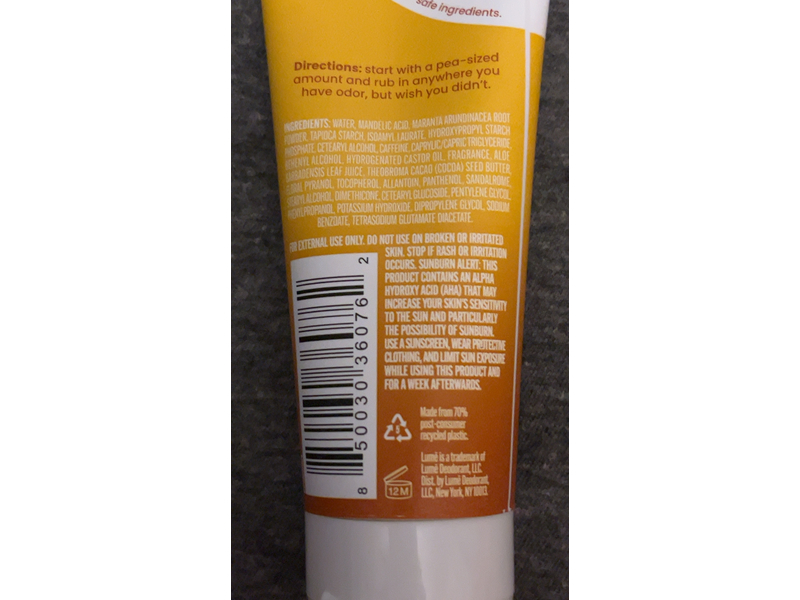 safe ingredients.
Directions: start with a pea-sized
amount and rub in anywhere you
have odor, but wish you didn't.
INGREDIENTS: WATER, MANDELIC ACID, MARANTA ARUNDINACEA ROOT
POWDER, TAPIOCA STARCH, ISOAMYL LAURATE, HYDROXYPROPYL STARCH
PHOSPHATE, CETEARYL ALCOHOL, CAFFEINE, CAPRYLIC/CAPRIC TRIGLYCERIDE,
ALCOHOL, HYDROGENATED CASTOR OIL, FRAGRANCE, ALOE
BARBADENSIS LEAF JUICE, THEOBROMA CACAO (COCOA) SEED BUTTER,
PYRANOL, TOCOPHEROL, ALLANTOIN, PANTHENOL, SANDALROME,
ALCOHOL, DIMETHICONE, CETEARYL GLUCOSIDE, PENTYLENE GLYCOL,
POTASSIUM HYDROXIDE, DIPROPYLENE GLYCOL, SODIUM
BENZOATE, TETRASODIUM GLUTAMATE DIACETATE.
FOR EXTERNAL USE ONLY. DO NOT USE ON BROKEN OR IRRITATED
SKIN. STOP IF RASH OR IRRITATION
OCCURS. SUNBURN ALERT: THIS
PRODUCT CONTAINS AN ALPHA
HYDROXY ACID (AHA) THAT MAY
INCREASE YOUR SKIN'S SENSITIVITY
TO THE SUN AND PARTICULARLY
THE POSSIBILITY OF SUNBURN.
USE A SUNSCREEN, WEAR PROTECTIVE
CLOTHING, AND LIMIT SUN EXPOSURE
WHILE USING THIS PRODUCT AND
FOR A WEEK AFTERWARDS.
8 50030 36076 2
Made from 70%
post-consumer
recycled plastic.
12M
Lumē is a trademark of
Lumē Deodorant, LLC.
Dist. by Lumē Deodorant,
LLC, New York, NY 10013.